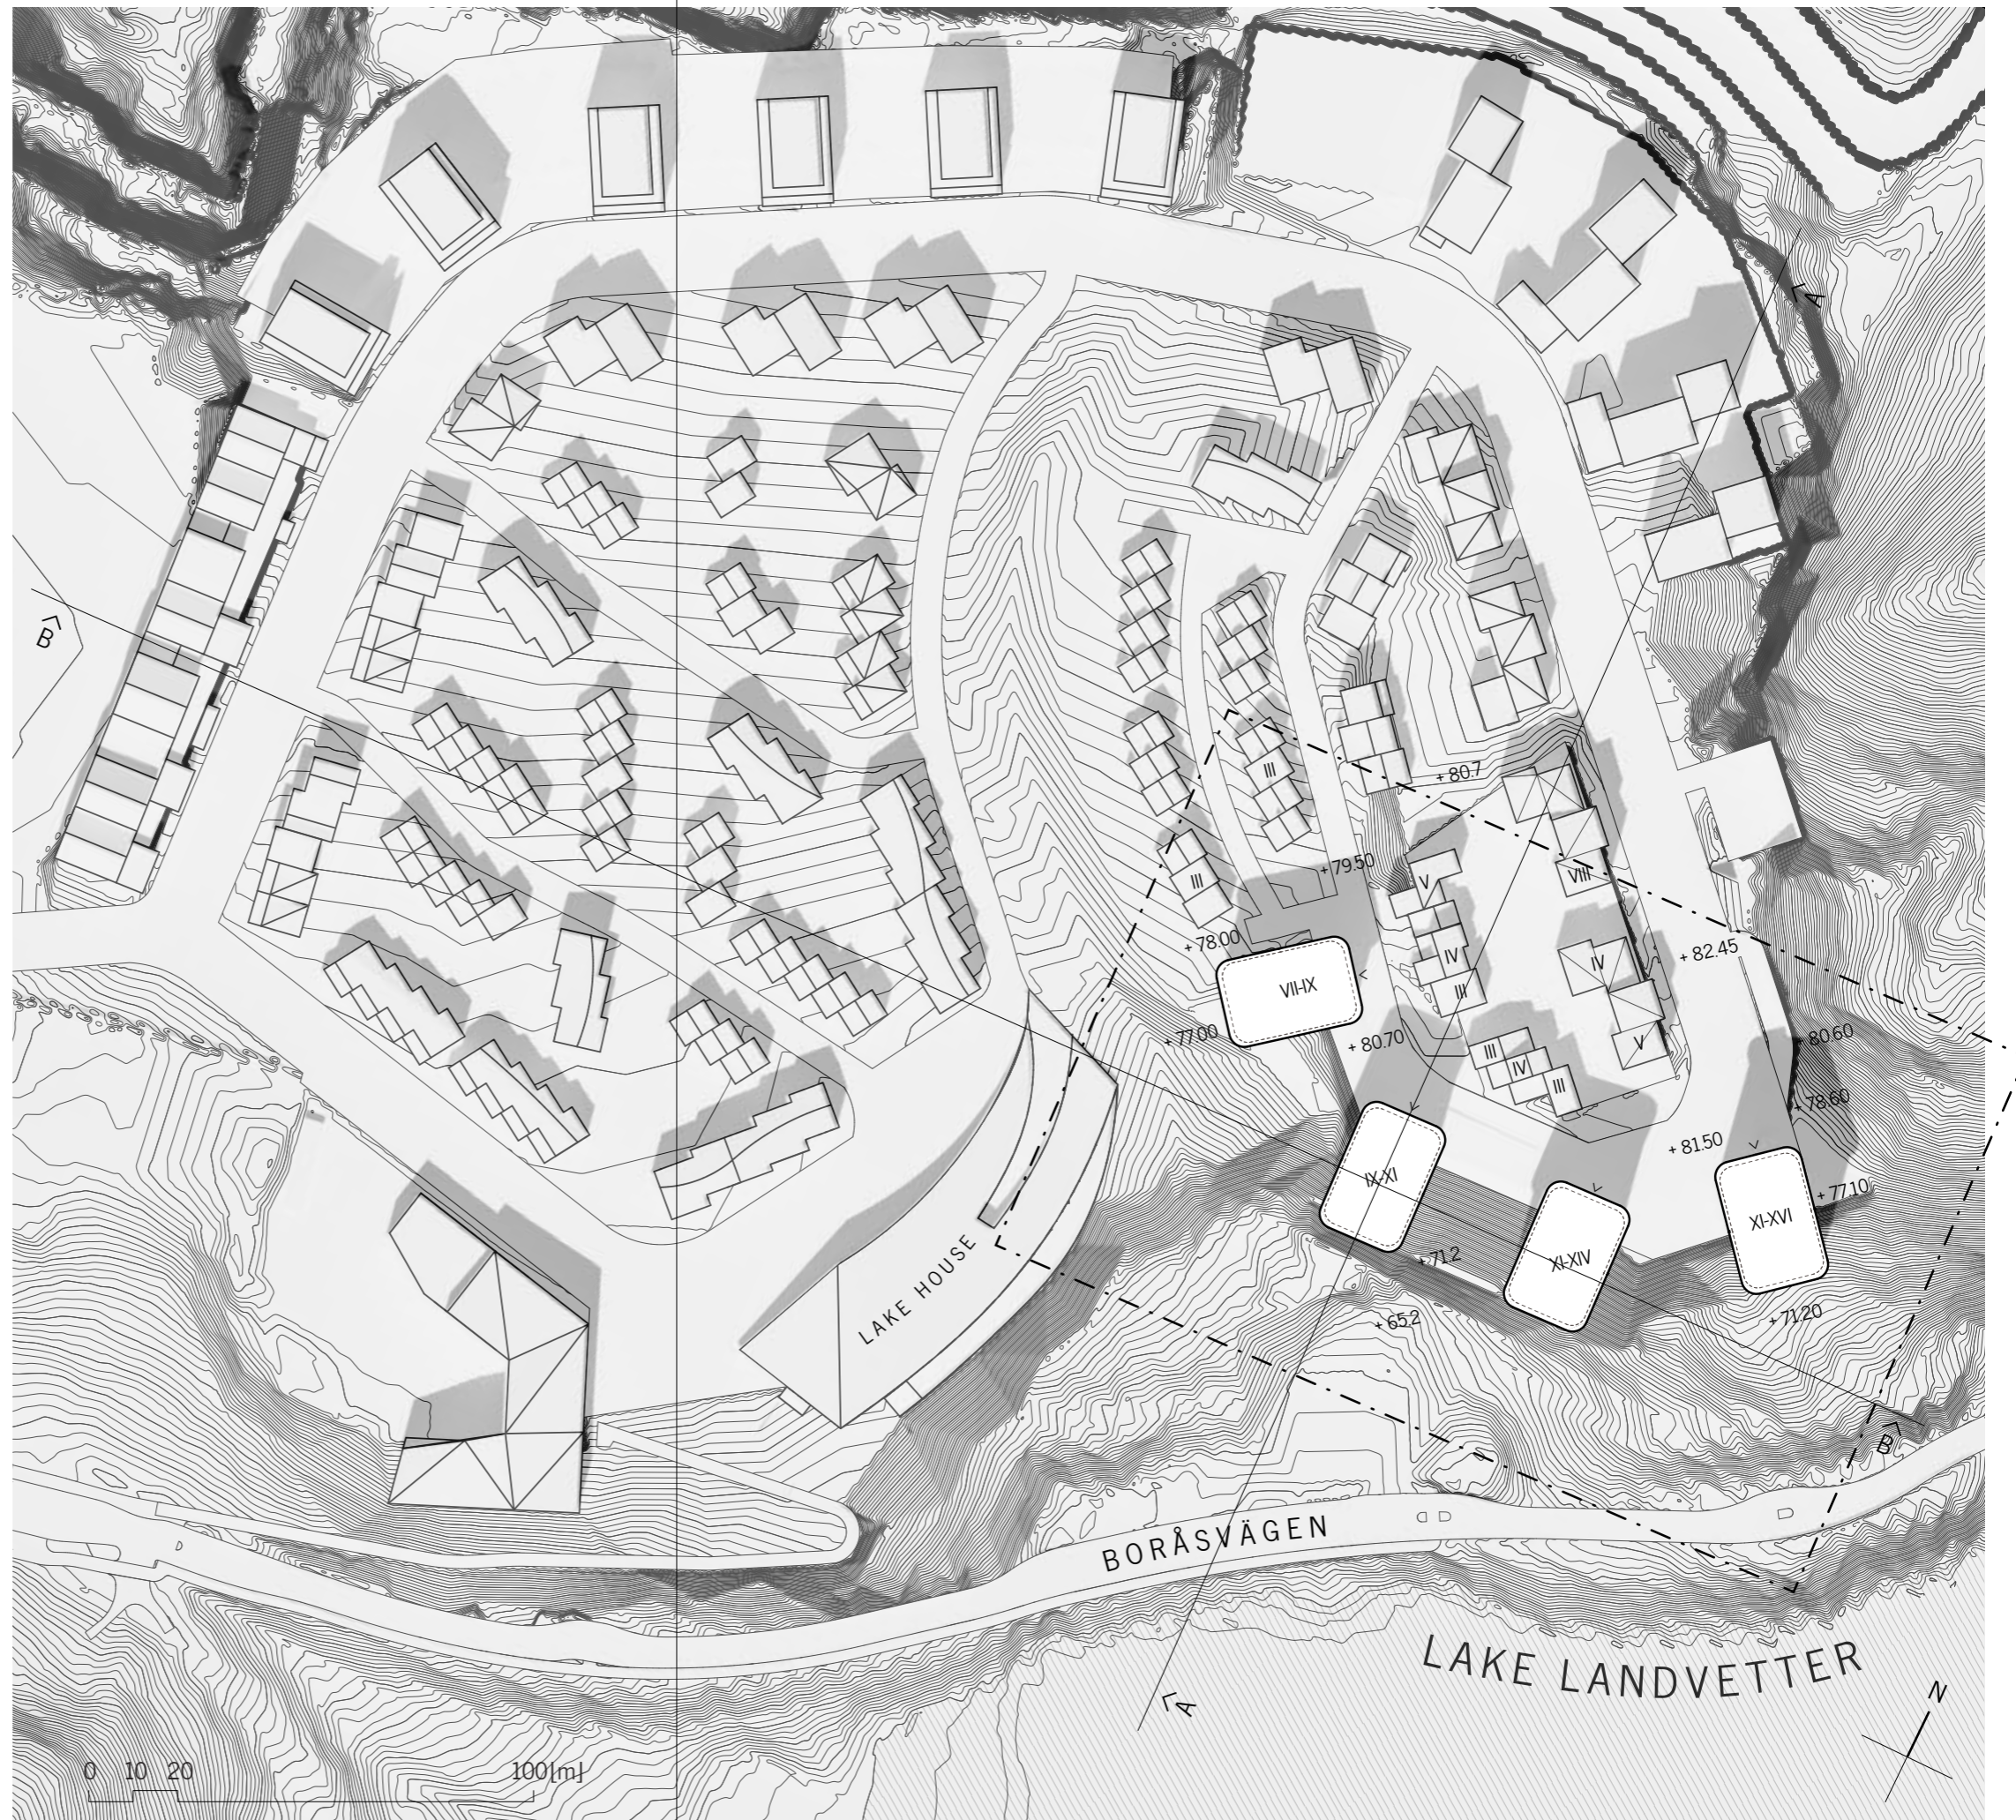 A
B
+ 80.7
III
+ 79.50
III
V
VIII
+ 78.00
IV
IV
+ 82.45
VII-IX
III
+ 77.00
+ 80.70
III
IV
III
V
+ 80.60
+ 78.60
+ 81.50
IX-XI
+ 77.10
XI-XVI
LAKE HOUSE
+ 71.2
XI-XIV
+ 65.2
+ 71.20
B
BORÅSVÄGEN
LAKE LANDVETTER
A
N
0 10 20 100[m]